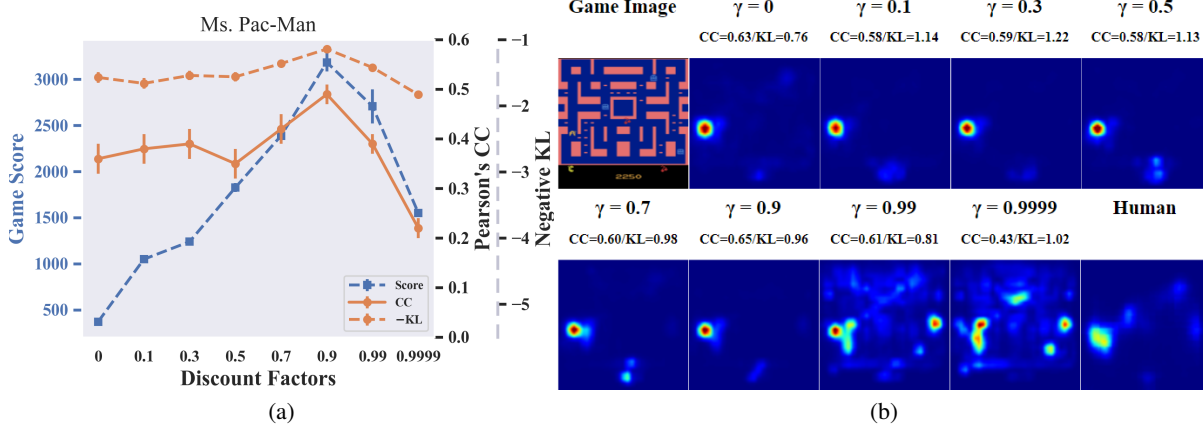 Ms. Pac-Man
Game Score
3000
2500
2000
1500
1000
500
0 0.1 0.3 0.5 0.7 0.9 0.99 0.9999
Discount Factors
Score
CC
−KL
0.6
0.5
0.4
0.3
0.2
0.1
0.0
Pearson's CC
−1
−2
−3
−4
−5
Negative KL
(a)
Game Image γ = 0 γ = 0.1 γ = 0.3 γ = 0.5
CC=0.63/KL=0.76 CC=0.58/KL=1.14 CC=0.59/KL=1.22 CC=0.58/KL=1.13
2250
γ = 0.7 γ = 0.9 γ = 0.99 γ = 0.9999 Human
CC=0.60/KL=0.98 CC=0.65/KL=0.96 CC=0.61/KL=0.81 CC=0.43/KL=1.02
(b)